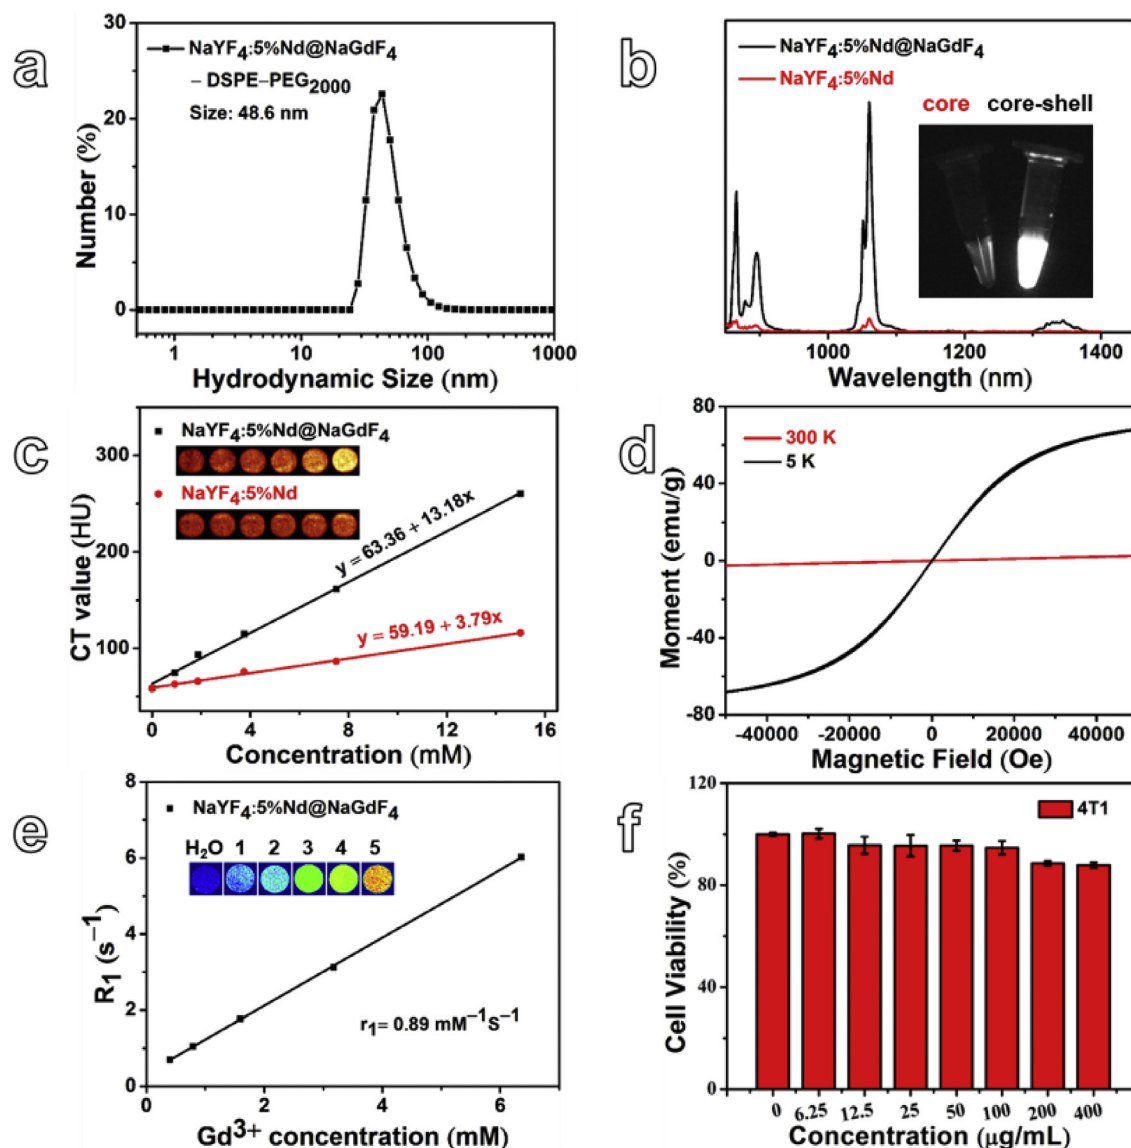 a
NaYF₄:5%Nd@NaGdF₄
– DSPE–PEG₂₀₀₀
Size: 48.6 nm
30
20
10
0
Number (%)
1
10
100
1000
Hydrodynamic Size (nm)
b
NaYF₄:5%Nd@NaGdF₄
NaYF₄:5%Nd
core core-shell
1000
1200
1400
Wavelength (nm)
c
NaYF₄:5%Nd@NaGdF₄
NaYF₄:5%Nd
y = 63.36 + 13.18x
y = 59.19 + 3.79x
300
200
100
CT value (HU)
0
4
8
12
16
Concentration (mM)
d
300 K
5 K
80
40
0
-40
-80
Moment (emu/g)
-40000
-20000
0
20000
40000
Magnetic Field (Oe)
e
NaYF₄:5%Nd@NaGdF₄
H₂O 1 2 3 4 5
r₁= 0.89 mM⁻¹S⁻¹
8
6
4
2
0
R₁ (s⁻¹)
0
2
4
6
Gd³⁺ concentration (mM)
f
4T1
120
80
40
0
Cell Viability (%)
0
6.25
12.5
25
50
100
200
400
Concentration (μg/mL)